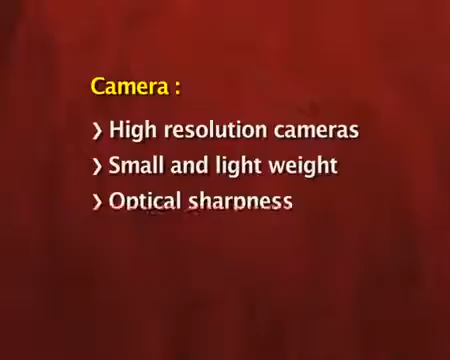 Camera :
❯ High resolution cameras
❯ Small and light weight
❯ Optical sharpness